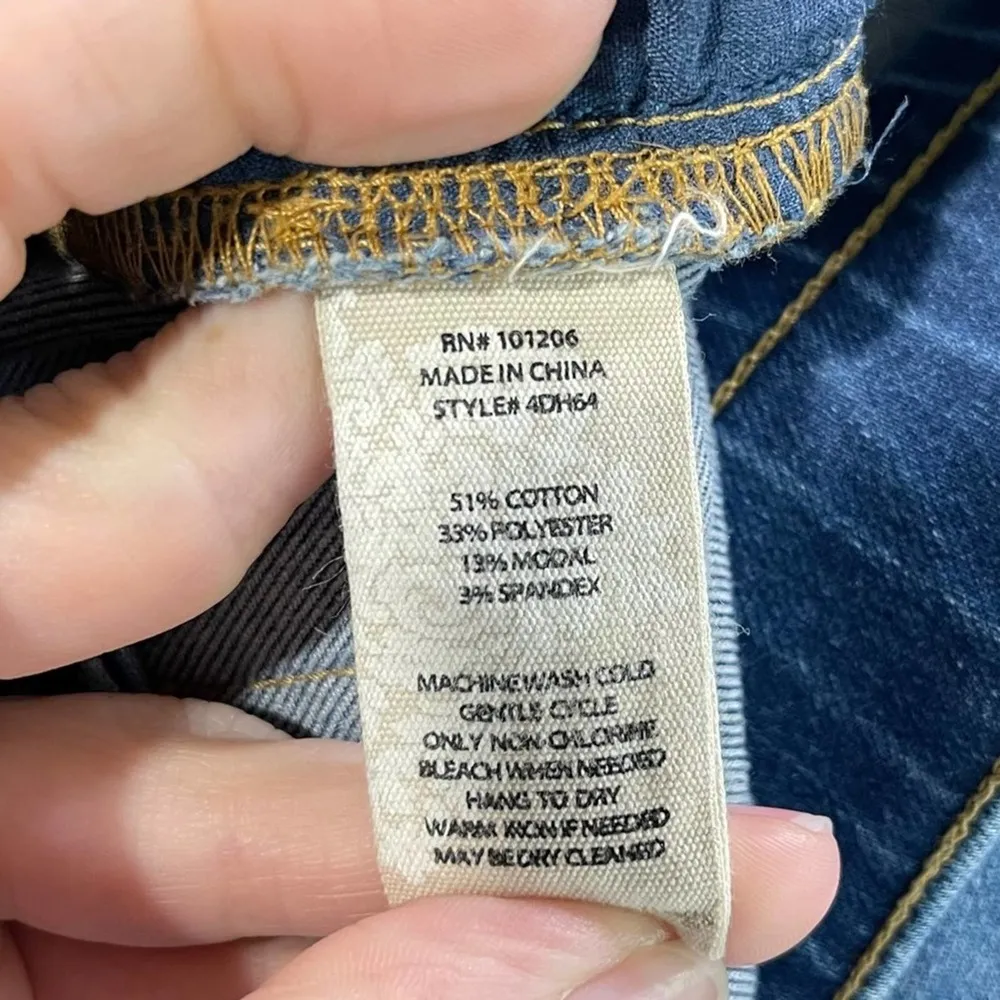 RN# 101206
MADE IN CHINA
STYLE# 4DH64
51% COTTON
33% POLYESTER
13% MODAL
3% SPANDEX
MACHINE WASH COLD
GENTLE CYCLE
ONLY NON-CHLORINE
BLEACH WHEN NEEDED
HANG TO DRY
WARM IRON IF NEEDED
MAY BE DRY CLEANED